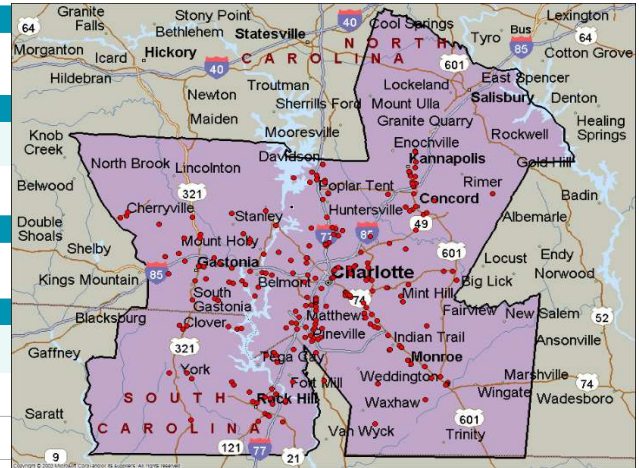 Granite
Falls
Stony Point
Bethlehem
Statesville
40
Cool Springs
Lexington
64
Tyro
Bus
85
64
Morganton
Icard
Hickory
NORTH
CAROLINA
Cotton Grove
601
Hildebran
40
Troutman
East Spencer
Newton
Sherrills Ford
Lockeland
Mount Ulla
Salisbury
Denton
Maiden
Granite Quarry
Healing
Springs
Mooresville
Enochville
Rockwell
Knob
Creek
North Brook
Lincolnton
Davidson
Kannapolis
Gold Hill
Belwood
321
Poplar Tent
Rimer
Badin
Cherryville
Stanley
Huntersville
Concord
Double
Shoals
49
Albemarle
Shelby
Mount Holly
77
85
601
Locust
Endy
Kings Mountain
85
Gastonia
Belmont
Charlotte
Big Lick
Norwood
South
Gastonia
74
Mint Hill
Blacksburg
Clover
Matthews
Fairview
New Salem
52
Pineville
Indian Trail
Ansonville
Gaffney
321
Tega Cay
Monroe
York
Fort Mill
Weddington
Marshville
74
Wingate
Wadesboro
SOUTH
CAROLINA
Rock Hill
Waxhaw
Saratt
601
Van Wyck
Trinity
9
121
77
21